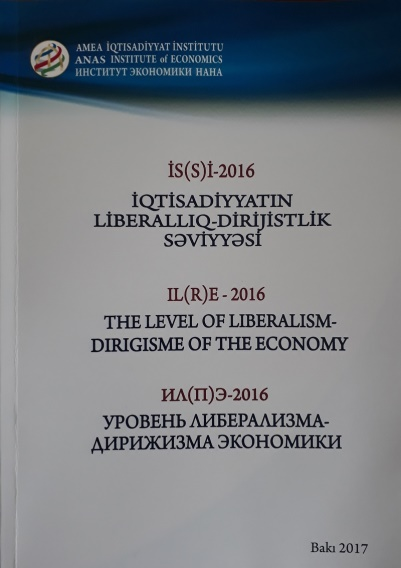 AMEA İQTİSADİYYAT İNSTİTUTU
ANAS INSTITUTE of ECONOMICS
ИНСТИТУТ ЭКОНОМИКИ НАНА
İS(S)İ-2016
İQTİSADİYYATIN
LİBERALLIQ-DİRİJİSTLİK
SƏVİYYƏSİ
IL(R)E - 2016
THE LEVEL OF LIBERALISM-
DIRIGISME OF THE ECONOMY
ИЛ(П)Э-2016
УРОВЕНЬ ЛИБЕРАЛИЗМА-
ДИРИЖИЗМА ЭКОНОМИКИ
Bakı 2017